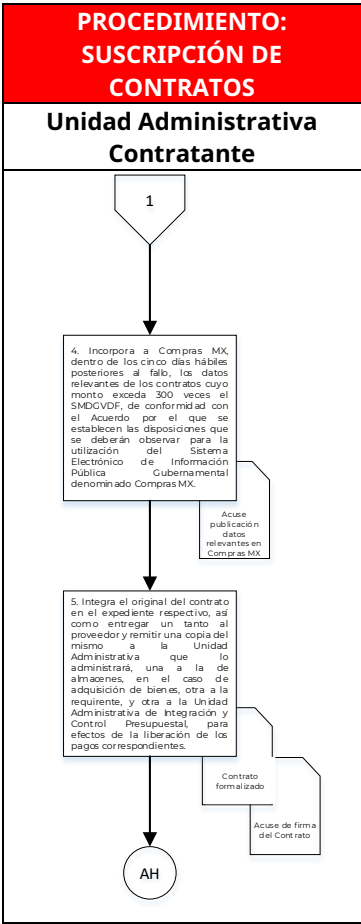 PROCEDIMIENTO:
SUSCRIPCIÓN DE
CONTRATOS
Unidad Administrativa
Contratante
1
4. Incorpora a Compras MX,
dentro de los cinco días hábiles
posteriores al fallo, los datos
relevantes de los contratos cuyo
monto exceda 300 veces el
SMDGVDF, de conformidad con
el Acuerdo por el que se
establecen las disposiciones que
se deberán observar para la
utilización del Sistema
Electrónico de Información
Pública Gubernamental
denominado Compras MX.
Acuse
publicación
datos
relevantes en
Compras MX
5. Integra el original del contrato
en el expediente respectivo, así
como entregar un tanto al
proveedor y remitir una copia del
mismo a la Unidad
Administrativa que lo
administrará, una a la de
almacenes, en el caso de
adquisición de bienes, otra a la
requirente, y otra a la Unidad
Administrativa de Integración y
Control Presupuestal, para
efectos de la liberación de los
pagos correspondientes.
Contrato
formalizado
Acuse de firma
del Contrato
AH